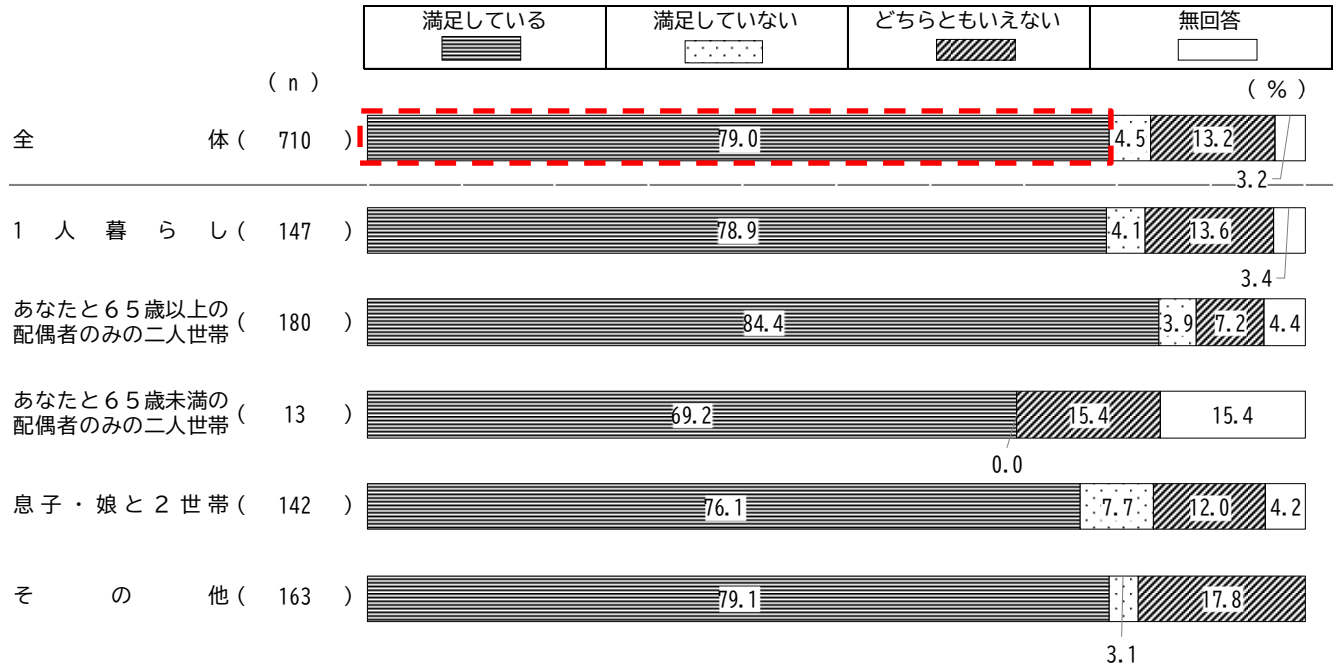 満足している 満足していない どちらともいえない 無回答
( n ) ( % )
全体( 710 ) 79.0 4.5 13.2
3.2
1人暮らし( 147 ) 78.9 4.1 13.6
3.4
あなたと６５歳以上の
配偶者のみの二人世帯( 180 ) 84.4 3.9 7.2 4.4
あなたと６５歳未満の
配偶者のみの二人世帯( 13 ) 69.2 15.4 15.4
0.0
息子・娘と２世帯( 142 ) 76.1 7.7 12.0 4.2
その他( 163 ) 79.1 17.8
3.1